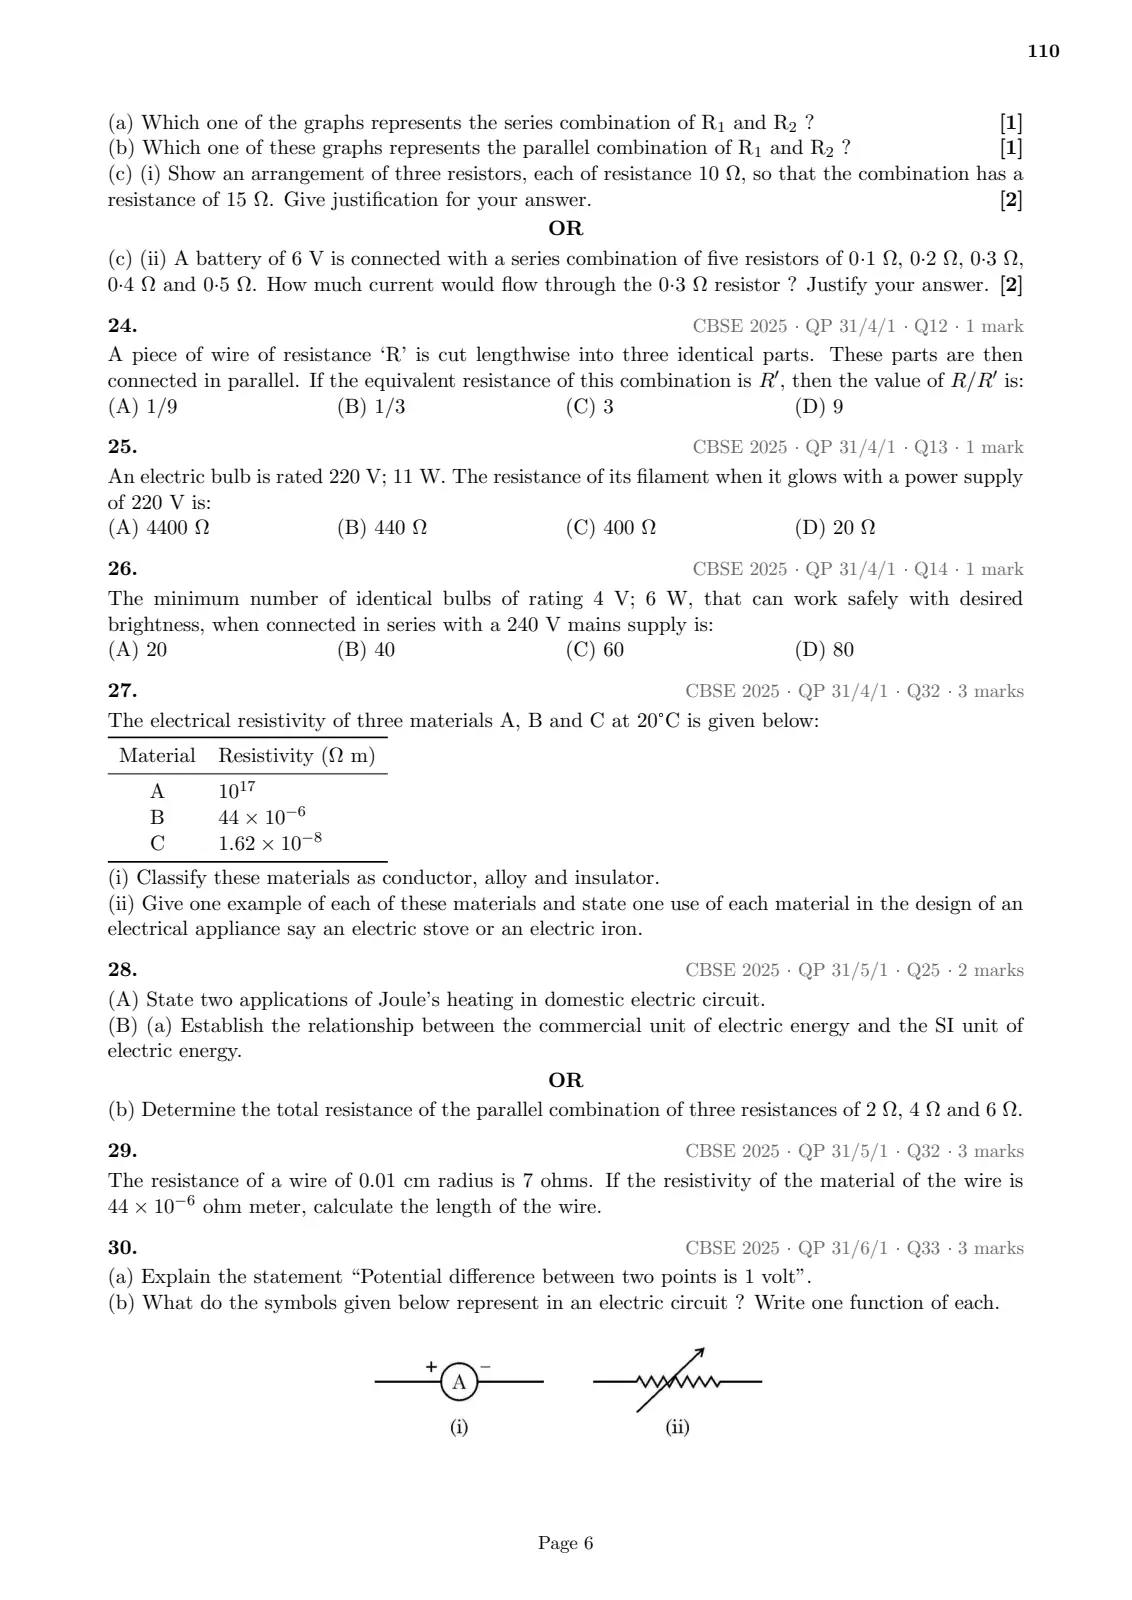 110
(a) Which one of the graphs represents the series combination of R₁ and R₂ ? [1]
(b) Which one of these graphs represents the parallel combination of R₁ and R₂ ? [1]
(c) (i) Show an arrangement of three resistors, each of resistance 10 Ω, so that the combination has a
resistance of 15 Ω. Give justification for your answer. [2]
OR
(c) (ii) A battery of 6 V is connected with a series combination of five resistors of 0·1 Ω, 0·2 Ω, 0·3 Ω,
0·4 Ω and 0·5 Ω. How much current would flow through the 0·3 Ω resistor ? Justify your answer. [2]
24. CBSE 2025 · QP 31/4/1 · Q12 · 1 mark
A piece of wire of resistance ‘R’ is cut lengthwise into three identical parts. These parts are then
connected in parallel. If the equivalent resistance of this combination is R′, then the value of R/R′ is:
(A) 1/9 (B) 1/3 (C) 3 (D) 9
25. CBSE 2025 · QP 31/4/1 · Q13 · 1 mark
An electric bulb is rated 220 V; 11 W. The resistance of its filament when it glows with a power supply
of 220 V is:
(A) 4400 Ω (B) 440 Ω (C) 400 Ω (D) 20 Ω
26. CBSE 2025 · QP 31/4/1 · Q14 · 1 mark
The minimum number of identical bulbs of rating 4 V; 6 W, that can work safely with desired
brightness, when connected in series with a 240 V mains supply is:
(A) 20 (B) 40 (C) 60 (D) 80
27. CBSE 2025 · QP 31/4/1 · Q32 · 3 marks
The electrical resistivity of three materials A, B and C at 20°C is given below:
Material Resistivity (Ω m)
A 10¹⁷
B 44 × 10⁻⁶
C 1.62 × 10⁻⁸
(i) Classify these materials as conductor, alloy and insulator.
(ii) Give one example of each of these materials and state one use of each material in the design of an
electrical appliance say an electric stove or an electric iron.
28. CBSE 2025 · QP 31/5/1 · Q25 · 2 marks
(A) State two applications of Joule’s heating in domestic electric circuit.
(B) (a) Establish the relationship between the commercial unit of electric energy and the SI unit of
electric energy.
OR
(b) Determine the total resistance of the parallel combination of three resistances of 2 Ω, 4 Ω and 6 Ω.
29. CBSE 2025 · QP 31/5/1 · Q32 · 3 marks
The resistance of a wire of 0.01 cm radius is 7 ohms. If the resistivity of the material of the wire is
44 × 10⁻⁶ ohm meter, calculate the length of the wire.
30. CBSE 2025 · QP 31/6/1 · Q33 · 3 marks
(a) Explain the statement “Potential difference between two points is 1 volt”.
(b) What do the symbols given below represent in an electric circuit ? Write one function of each.
+ A −
(i) (ii)
Page 6